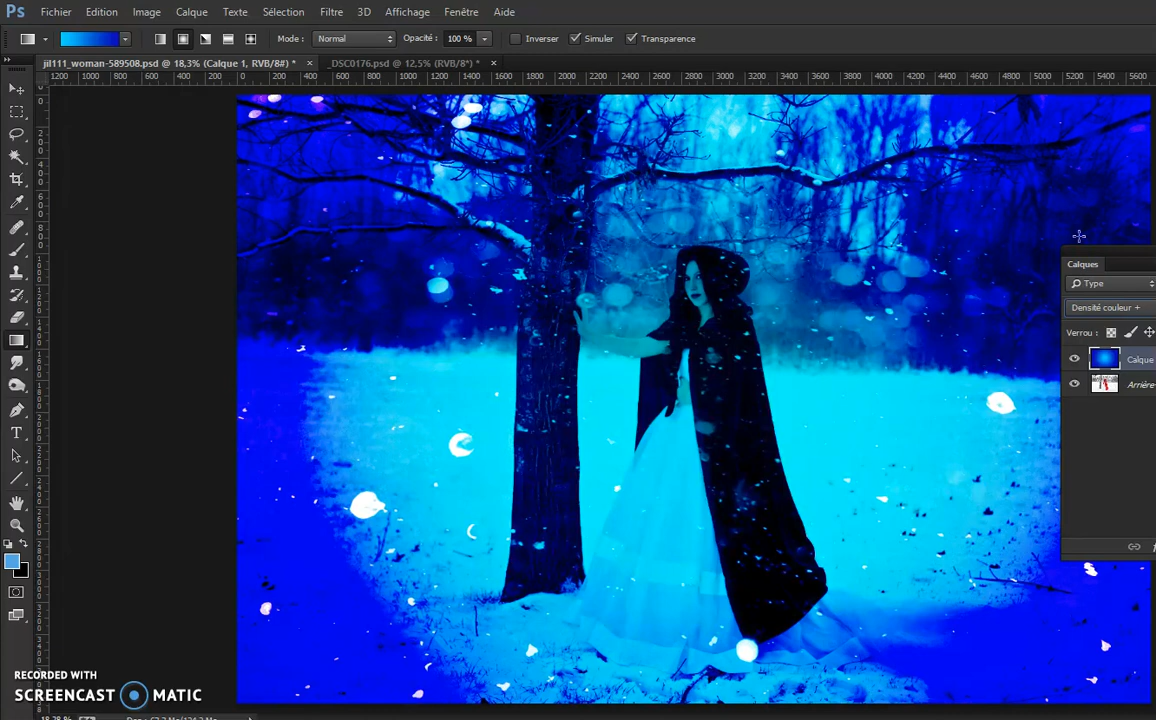 Ps Fichier Edition Image Calque Texte Sélection Filtre 3D Affichage Fenêtre Aide
Mode : Normal Opacité : 100 % Inverser Simuler Transparence
jil111_woman-589508.psd @ 18,3% (Calque 1, RVB/8#) * × _DSC0176.psd @ 12,5% (RVB/8*) * ×
1200 1000 800 600 400 200 0 200 400 600 800 1000 1200 1400 1600 1800 2000 2200 2400 2600 2800 3000 3200 3400 3600 3800 4000 4200 4400 4600 4800 5000 5200 5400 5600
Calques
Type
Densité couleur +
Verrou :
Calque
Arrière
RECORDED WITH
SCREENCAST MATIC